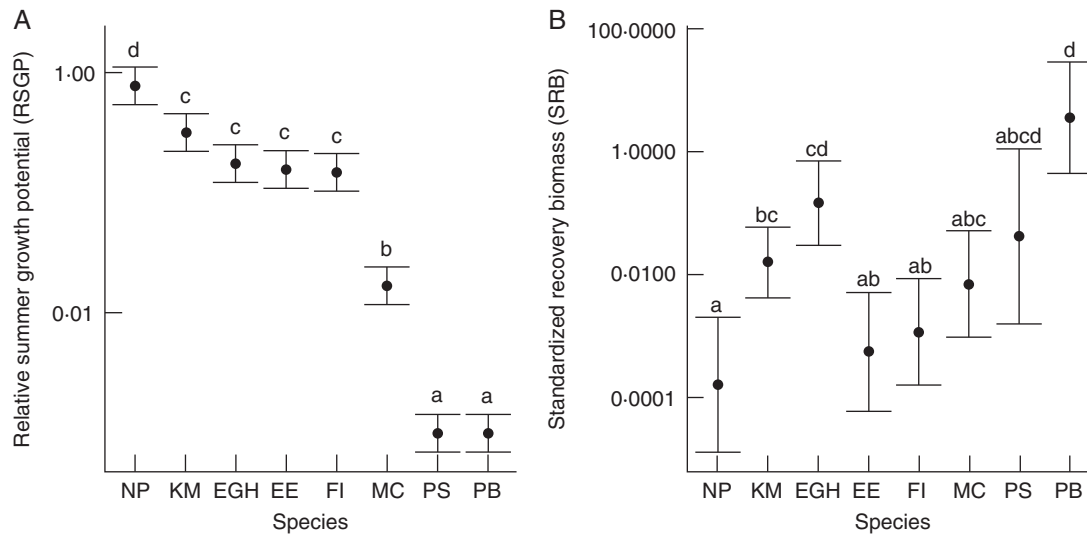 A
Relative summer growth potential (RSGP)
1·00
0·01
d
c
c
c
c
b
a
a
NP KM EGH EE FI MC PS PB
Species
B
Standardized recovery biomass (SRB)
100·0000
1·0000
0·0100
0·0001
a
bc
cd
ab
ab
abc
abcd
d
NP KM EGH EE FI MC PS PB
Species